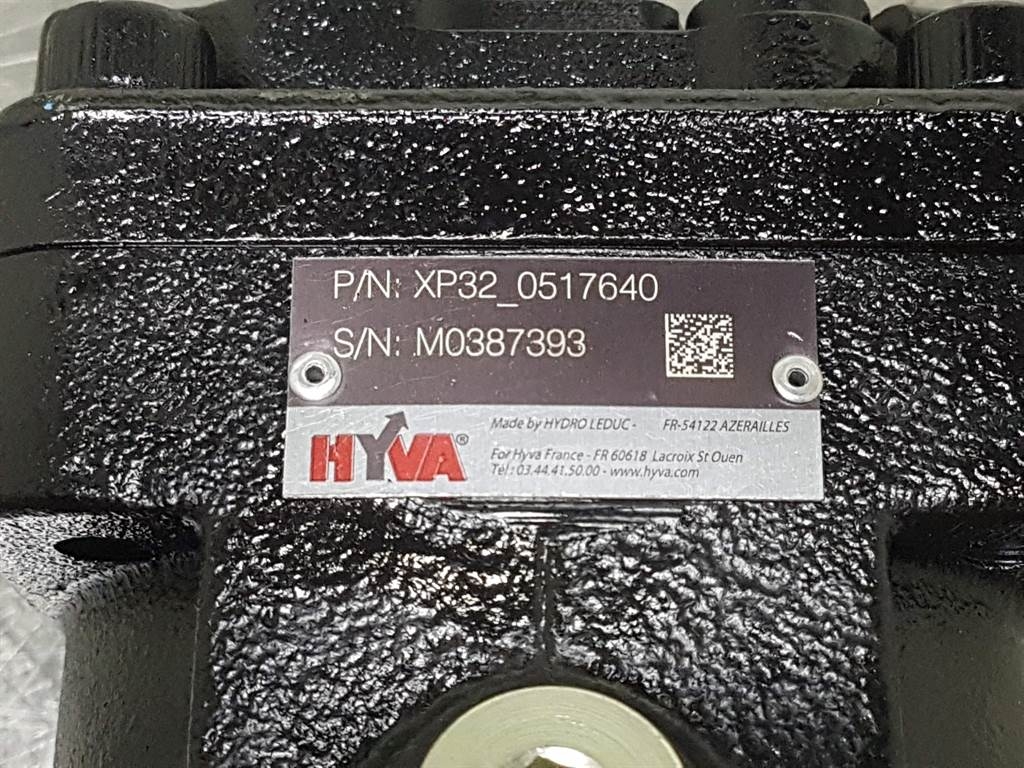 P/N: XP32_0517640
S/N: M0387393
HYVA®
Made by HYDRO LEDUC - FR-54122 AZERAILLES
For Hyva France - FR 60618 Lacroix St Ouen
Tél : 03.44.41.50.00 - www.hyva.com